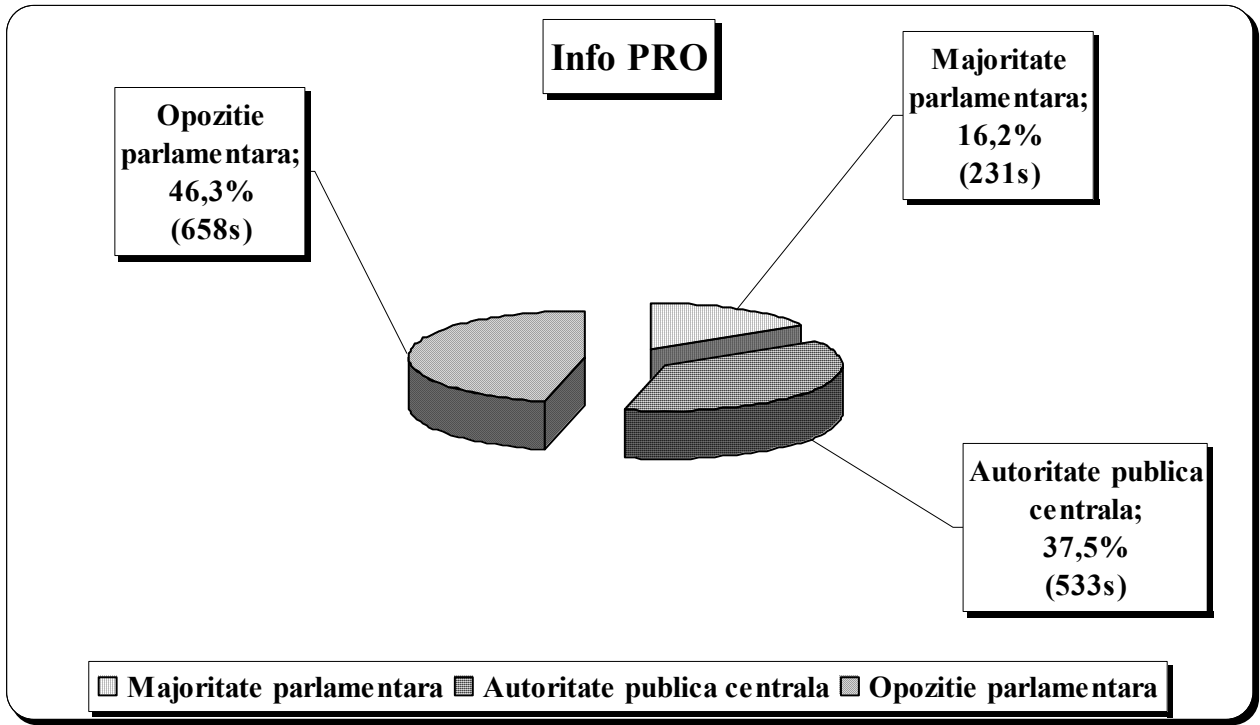 Info PRO
Majoritate
parlamentara;
16,2%
(231s)
Opozitie
parlamentara;
46,3%
(658s)
Autoritate publica
centrala;
37,5%
(533s)
Majoritate parlamentara Autoritate publica centrala Opozitie parlamentara